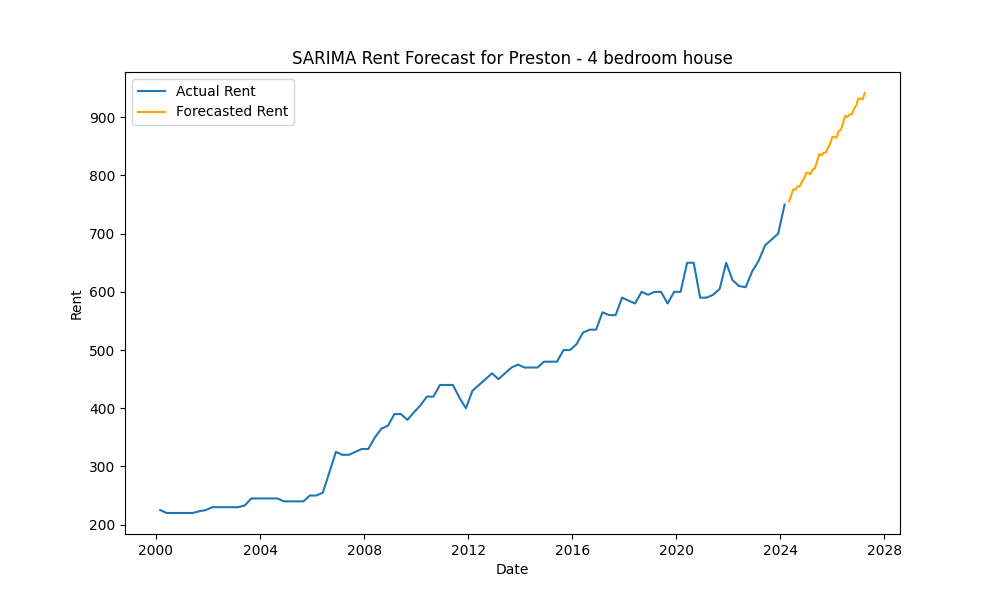 SARIMA Rent Forecast for Preston - 4 bedroom house
Actual Rent
Forecasted Rent
900
800
700
600
500
400
300
200
Rent
2000 2004 2008 2012 2016 2020 2024 2028
Date